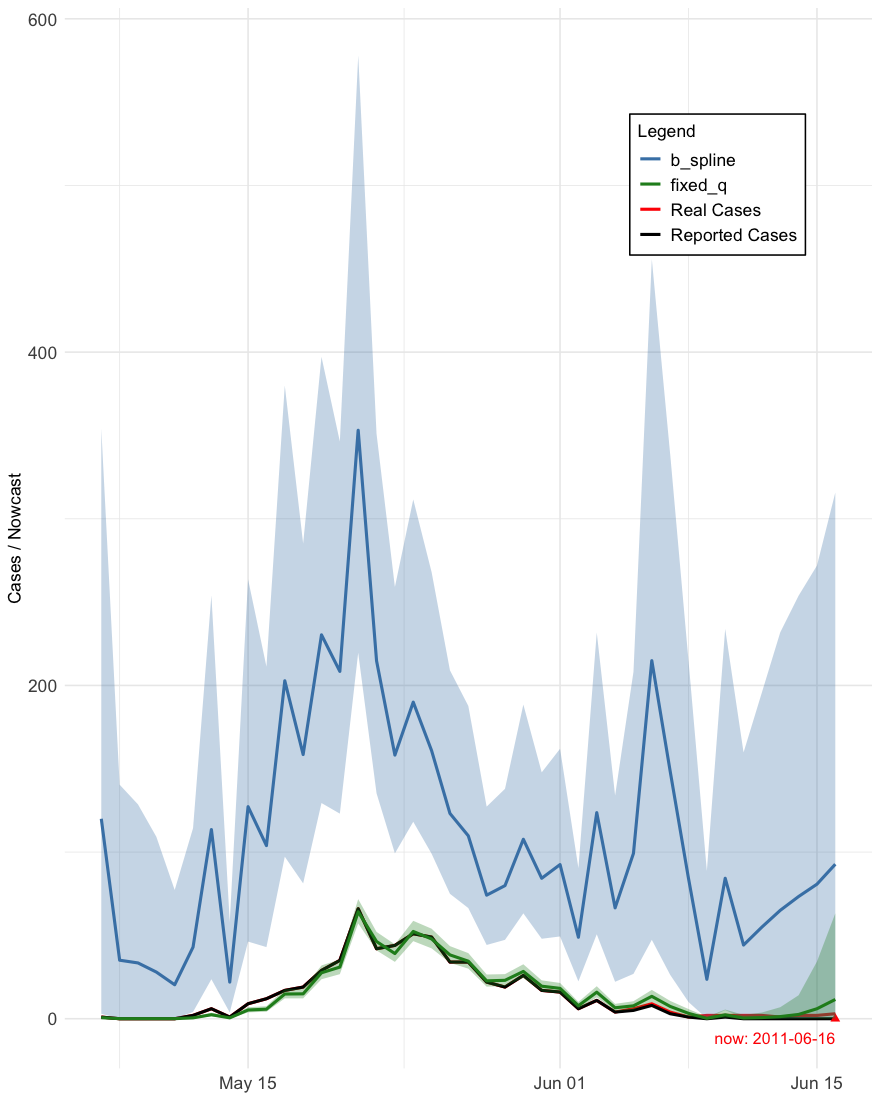 600
400
200
0
Cases / Nowcast
Legend
b_spline
fixed_q
Real Cases
Reported Cases
now: 2011-06-16
May 15
Jun 01
Jun 15